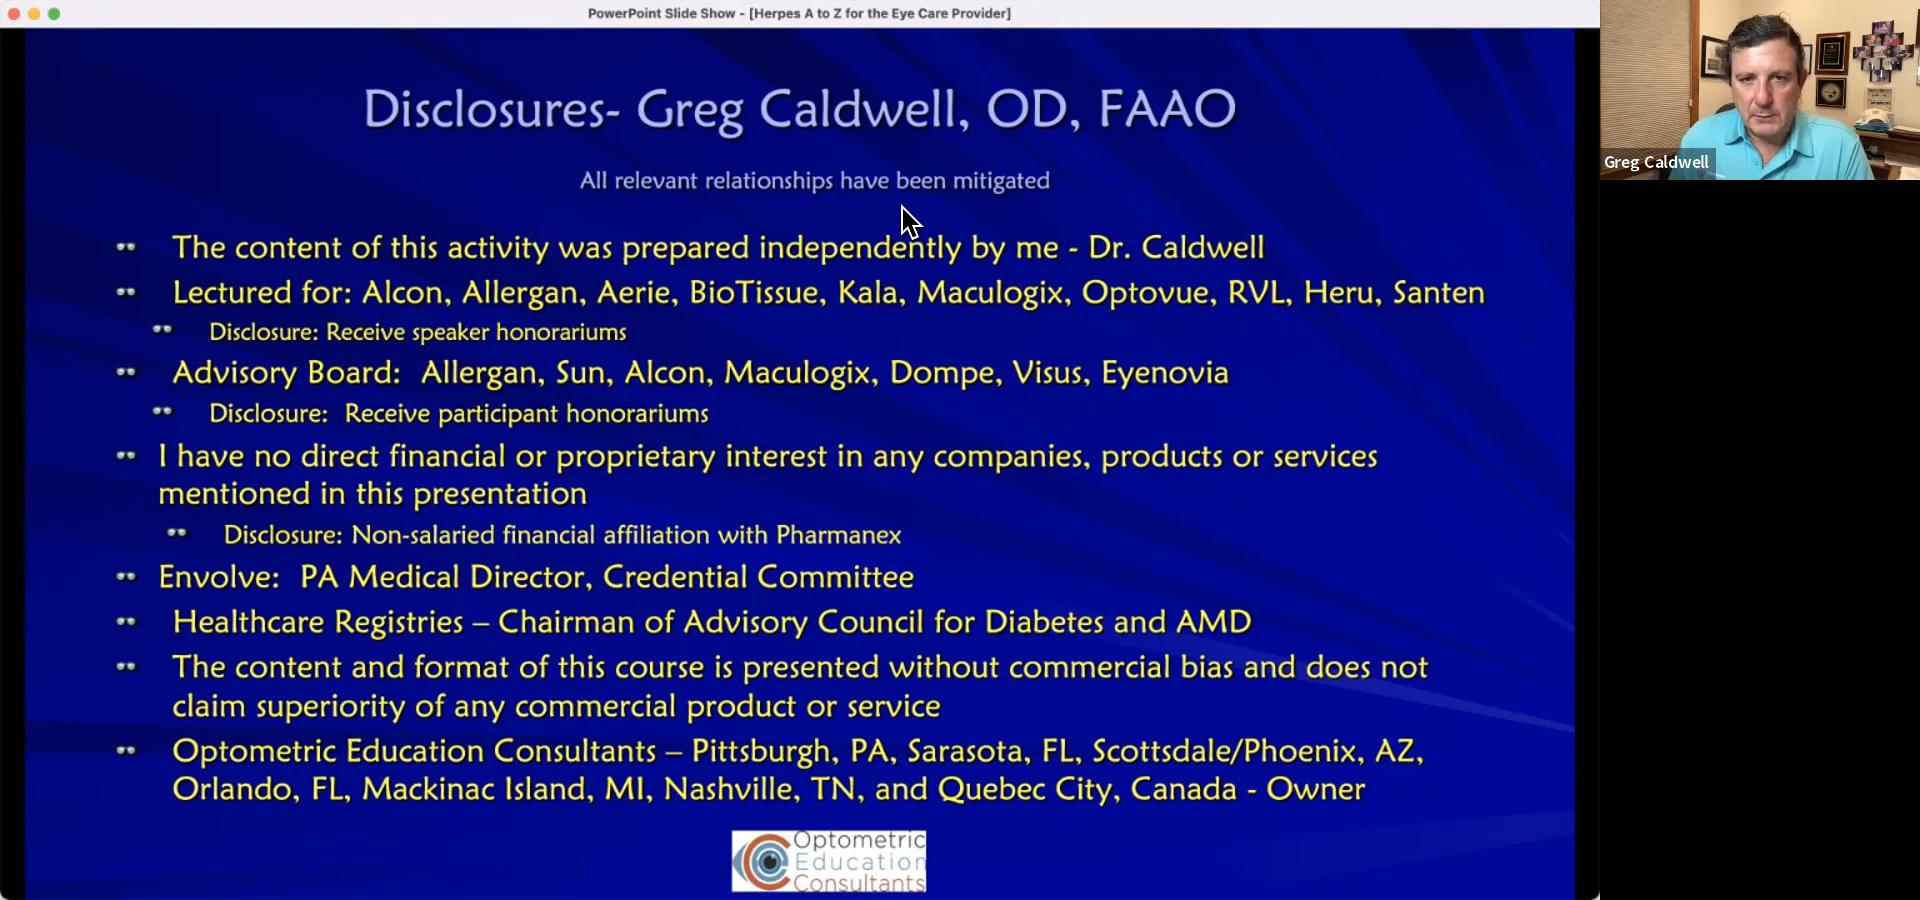 PowerPoint Slide Show - [Herpes A to Z for the Eye Care Provider]
Disclosures- Greg Caldwell, OD, FAAO
All relevant relationships have been mitigated
The content of this activity was prepared independently by me - Dr. Caldwell
Lectured for: Alcon, Allergan, Aerie, BioTissue, Kala, Maculogix, Optovue, RVL, Heru, Santen
Disclosure: Receive speaker honorariums
Advisory Board:  Allergan, Sun, Alcon, Maculogix, Dompe, Visus, Eyenovia
Disclosure:  Receive participant honorariums
I have no direct financial or proprietary interest in any companies, products or services
mentioned in this presentation
Disclosure: Non-salaried financial affiliation with Pharmanex
Envolve:  PA Medical Director, Credential Committee
Healthcare Registries – Chairman of Advisory Council for Diabetes and AMD
The content and format of this course is presented without commercial bias and does not
claim superiority of any commercial product or service
Optometric Education Consultants – Pittsburgh, PA, Sarasota, FL, Scottsdale/Phoenix, AZ,
Orlando, FL, Mackinac Island, MI, Nashville, TN, and Quebec City, Canada - Owner
Optometric
Education
Consultants
Greg Caldwell